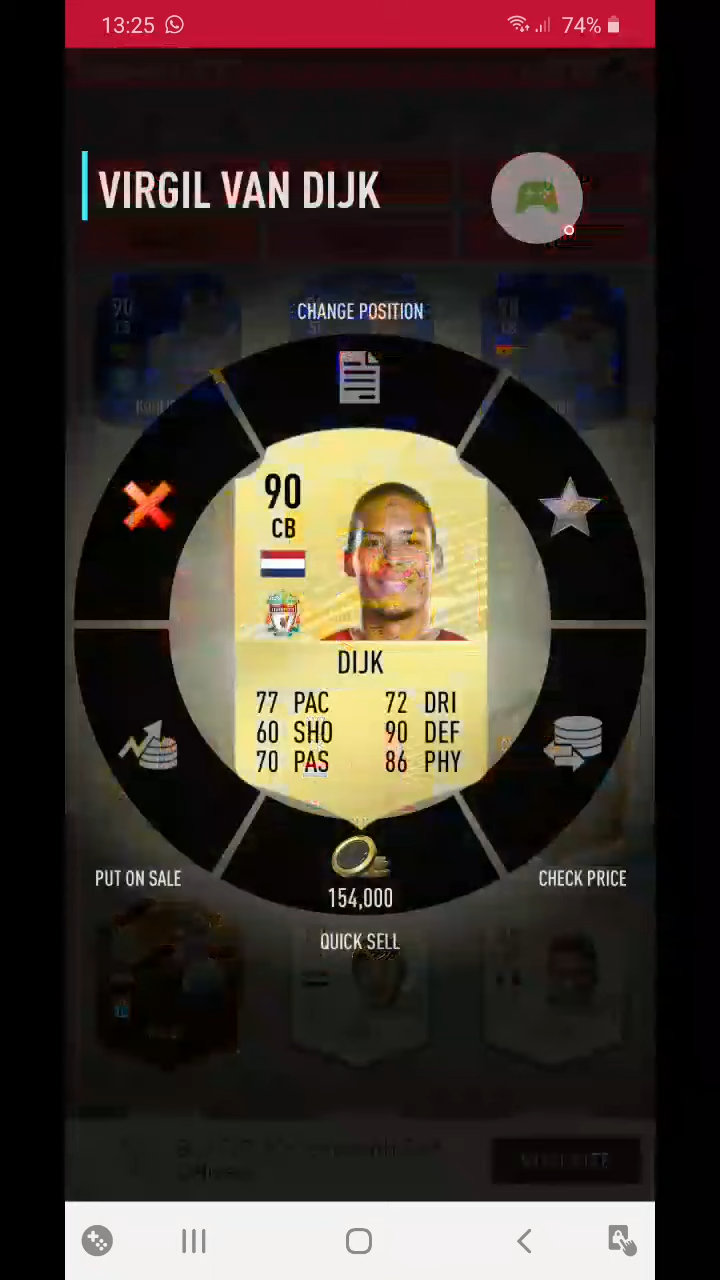 13:25
74%
VIRGIL VAN DIJK
CHANGE POSITION
90
CB
DIJK
77 PAC 72 DRI
60 SHO 90 DEF
70 PAS 86 PHY
PUT ON SALE
CHECK PRICE
154,000
QUICK SELL